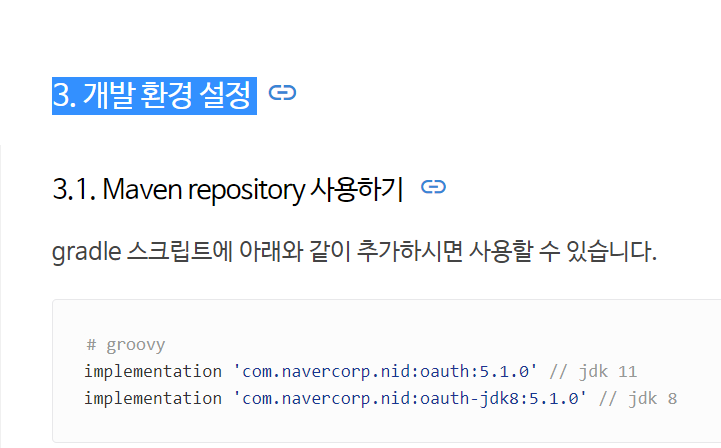 3. 개발 환경 설정
3.1. Maven repository 사용하기
gradle 스크립트에 아래와 같이 추가하시면 사용할 수 있습니다.
# groovy
implementation 'com.navercorp.nid:oauth:5.1.0' // jdk 11
implementation 'com.navercorp.nid:oauth-jdk8:5.1.0' // jdk 8